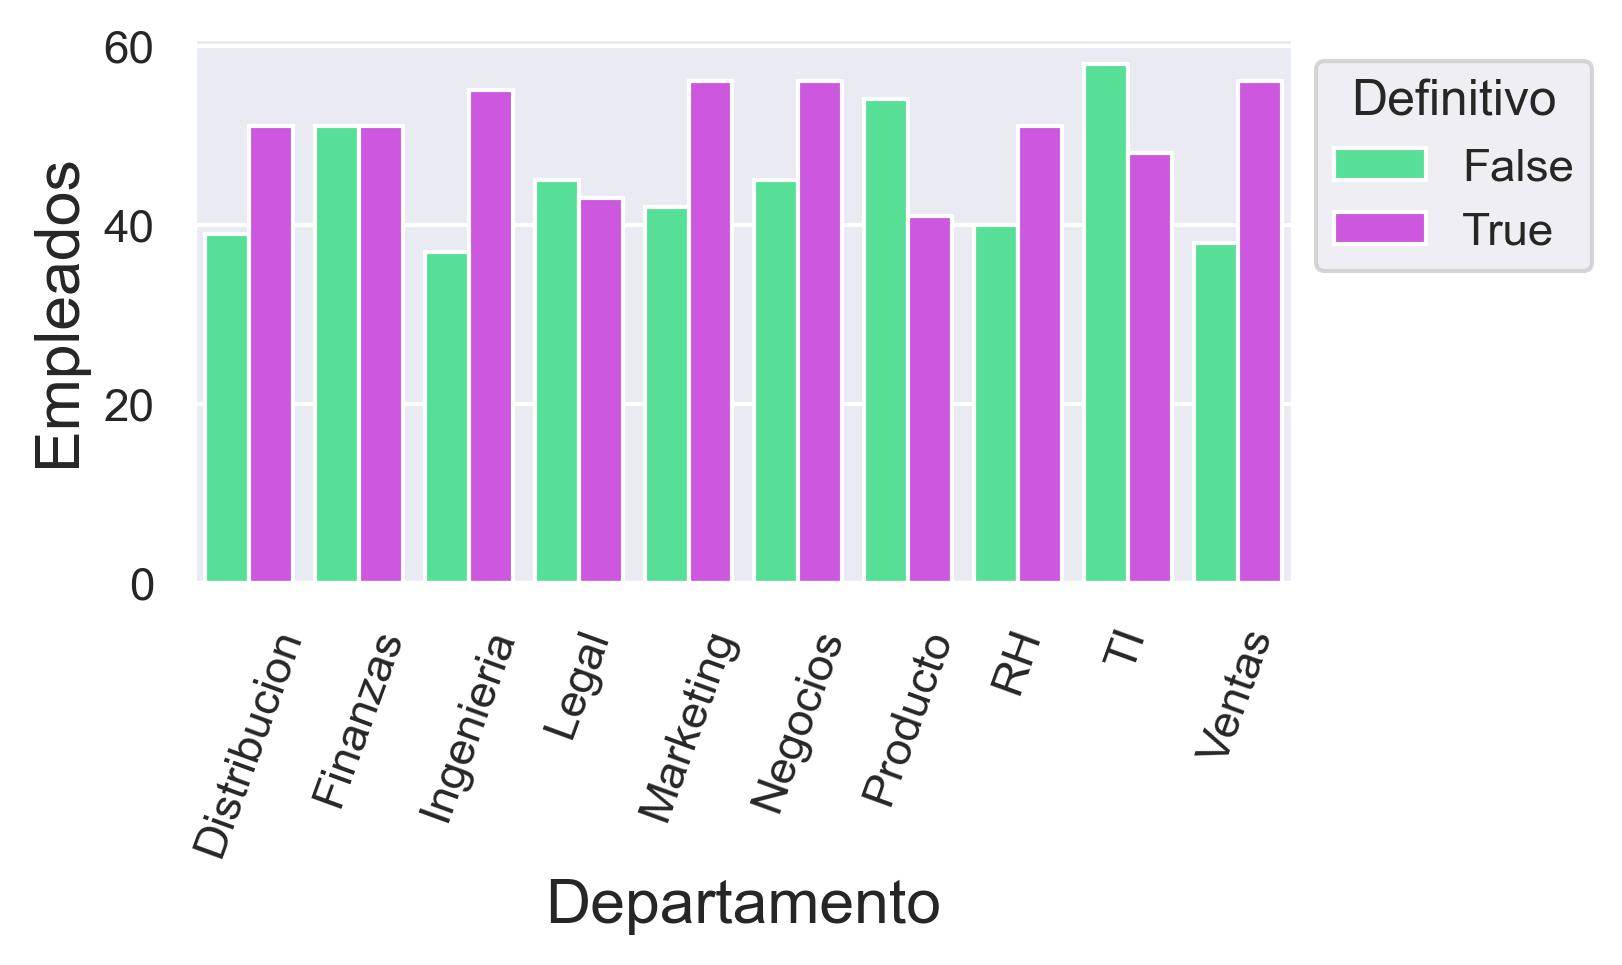 60
40
20
0
Empleados
Distribucion
Finanzas
Ingenieria
Legal
Marketing
Negocios
Producto
RH
TI
Ventas
Departamento
Definitivo
False
True